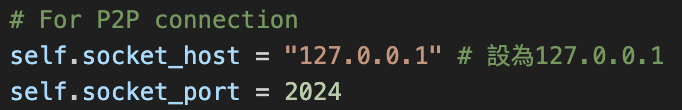 # For P2P connection
self.socket_host = "127.0.0.1" # 設為127.0.0.1
self.socket_port = 2024